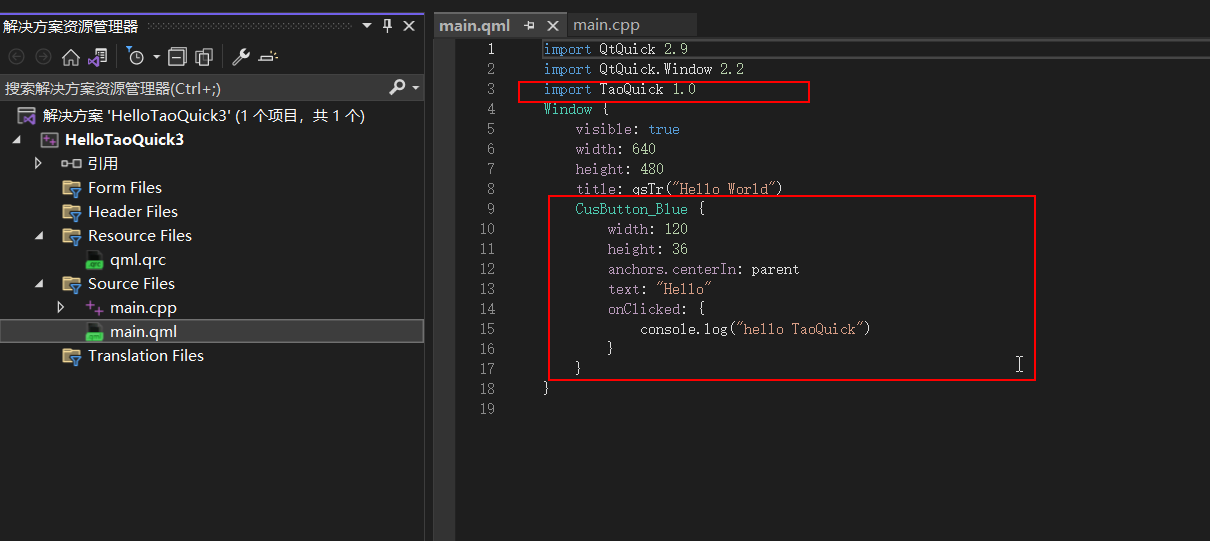 解决方案资源管理器
搜索解决方案资源管理器(Ctrl+;)
解决方案 'HelloTaoQuick3' (1 个项目，共 1 个)
HelloTaoQuick3
引用
Form Files
Header Files
Resource Files
qml.qrc
Source Files
main.cpp
main.qml
Translation Files
main.qml
main.cpp
1 import QtQuick 2.9
2 import QtQuick.Window 2.2
3 import TaoQuick 1.0
4 Window {
5     visible: true
6     width: 640
7     height: 480
8     title: qsTr("Hello World")
9     CusButton_Blue {
10         width: 120
11         height: 36
12         anchors.centerIn: parent
13         text: "Hello"
14         onClicked: {
15             console.log("hello TaoQuick")
16         }
17     }
18 }
19